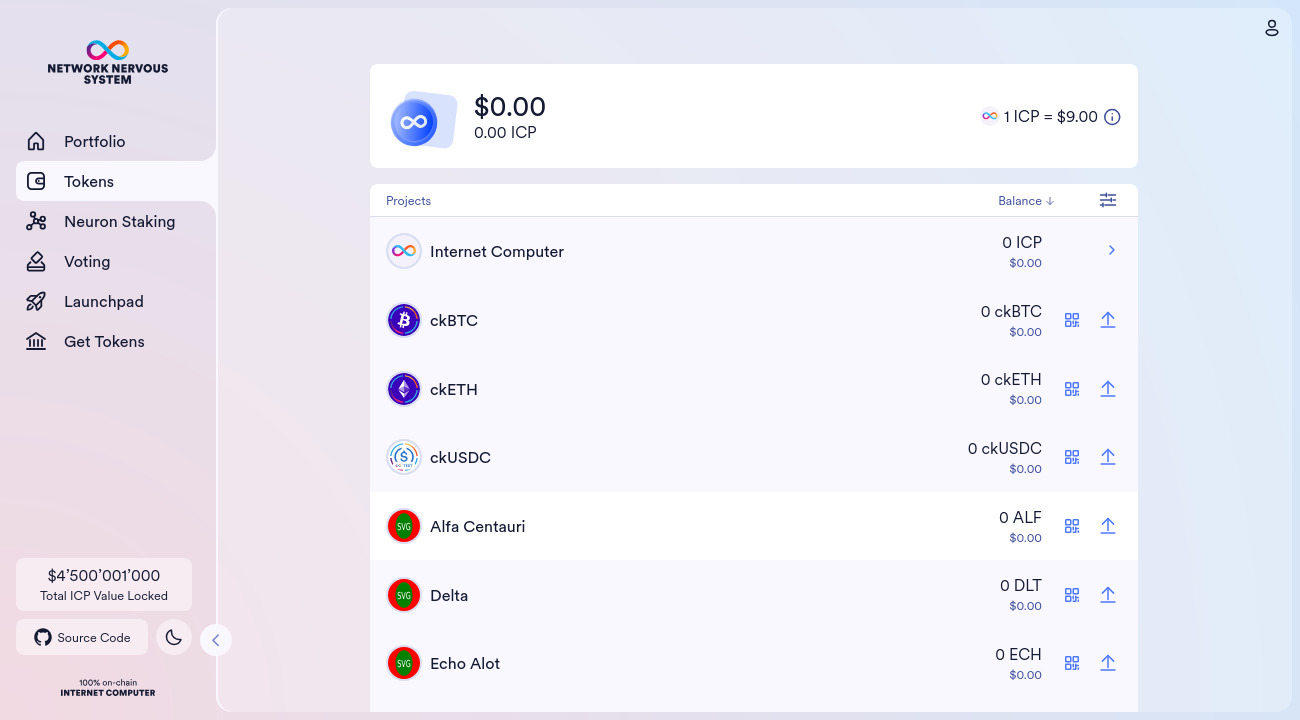 NETWORK NERVOUS
SYSTEM
Portfolio
Tokens
Neuron Staking
Voting
Launchpad
Get Tokens
$4’500’001’000
Total ICP Value Locked
Source Code
100% on-chain
INTERNET COMPUTER
$0.00
0.00 ICP
1 ICP = $9.00
Projects
Balance
Internet Computer
0 ICP
$0.00
ckBTC
0 ckBTC
$0.00
ckETH
0 ckETH
$0.00
ckUSDC
0 ckUSDC
$0.00
SVG
Alfa Centauri
0 ALF
$0.00
SVG
Delta
0 DLT
$0.00
SVG
Echo Alot
0 ECH
$0.00